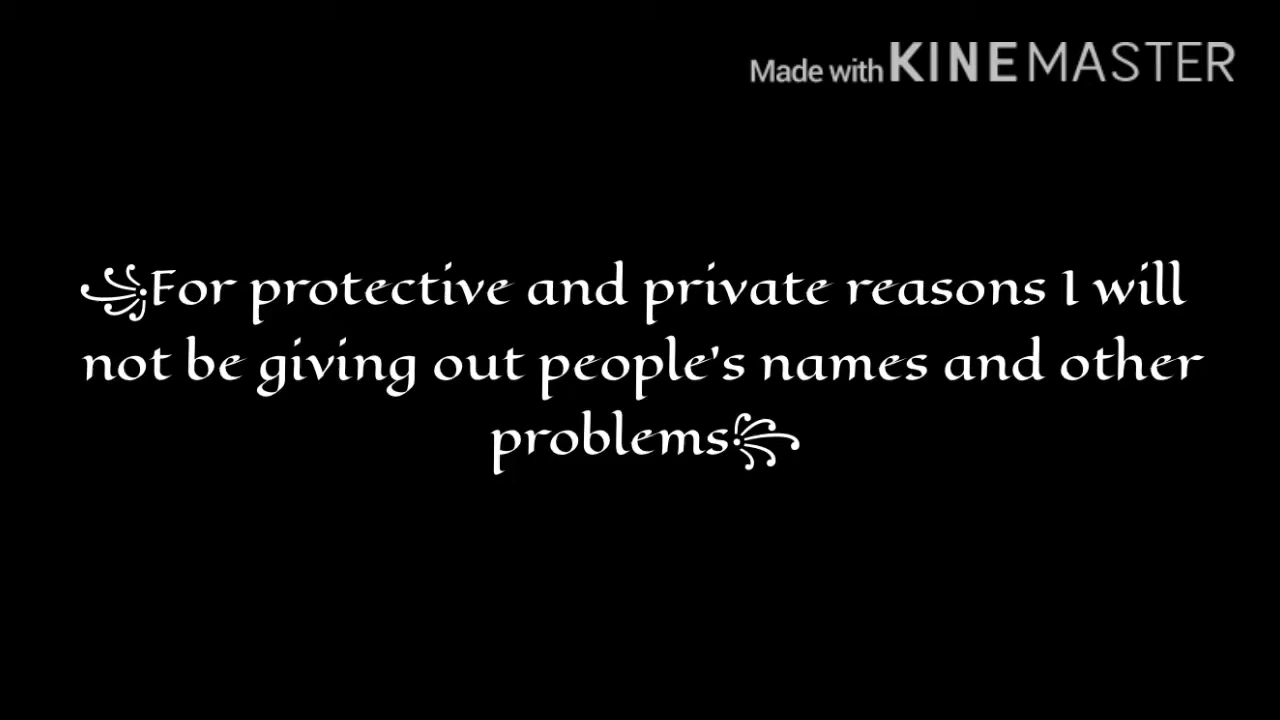 Made with KINEMASTER
꧁For protective and private reasons I will
not be giving out people's names and other
problems꧂